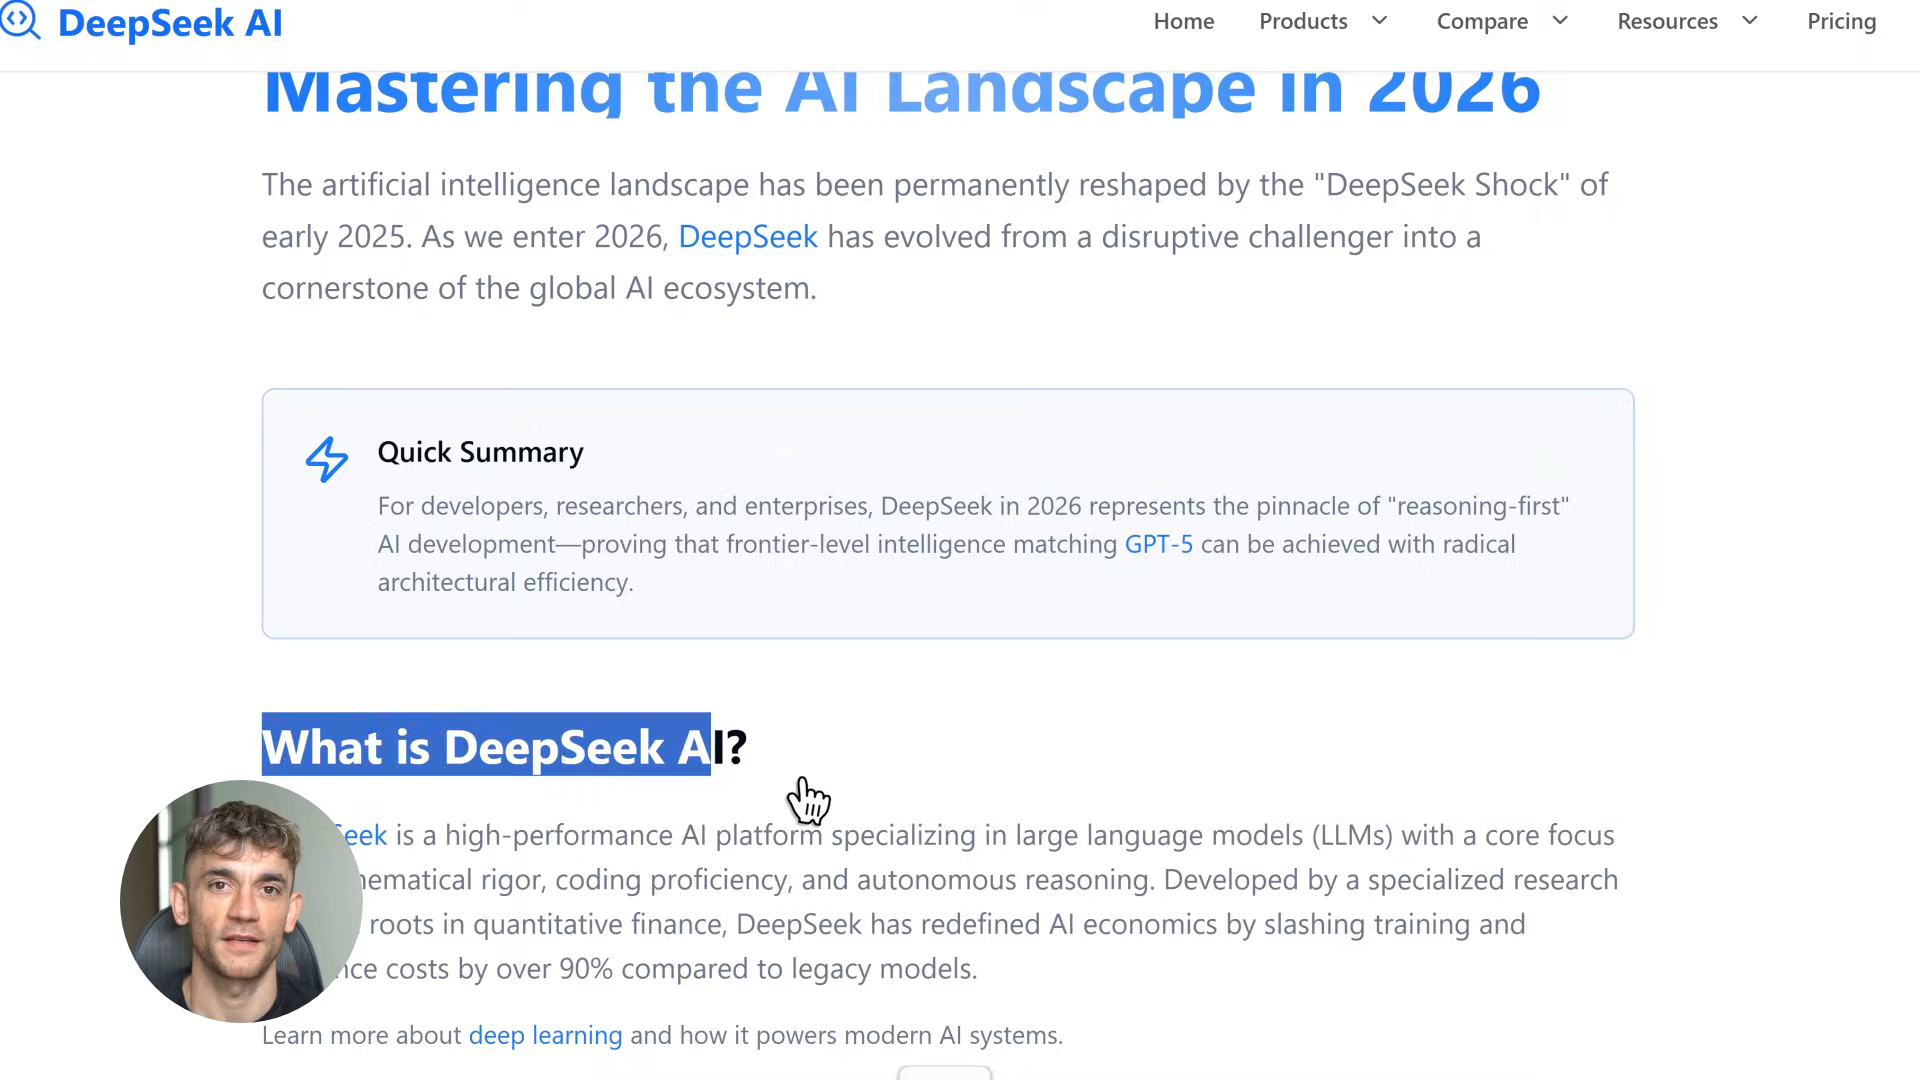 DeepSeek AI
Home
Products
Compare
Resources
Pricing
Mastering the AI Landscape in 2026
The artificial intelligence landscape has been permanently reshaped by the "DeepSeek Shock" of
early 2025. As we enter 2026, DeepSeek has evolved from a disruptive challenger into a
cornerstone of the global AI ecosystem.
Quick Summary
For developers, researchers, and enterprises, DeepSeek in 2026 represents the pinnacle of "reasoning-first"
AI development—proving that frontier-level intelligence matching GPT-5 can be achieved with radical
architectural efficiency.
What is DeepSeek AI?
Seek is a high-performance AI platform specializing in large language models (LLMs) with a core focus
hematical rigor, coding proficiency, and autonomous reasoning. Developed by a specialized research
roots in quantitative finance, DeepSeek has redefined AI economics by slashing training and
nce costs by over 90% compared to legacy models.
Learn more about deep learning and how it powers modern AI systems.